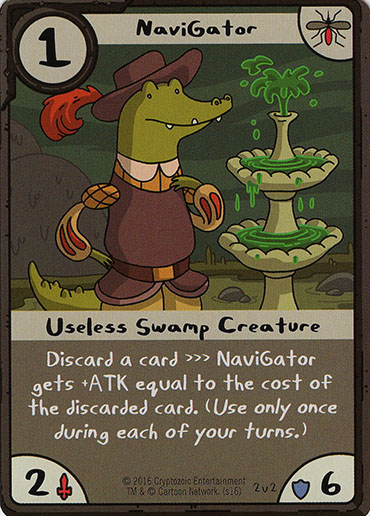 1
NaviGator
Useless Swamp Creature
Discard a card >>> NaviGator
gets +ATK equal to the cost of
the discarded card. (Use only once
during each of your turns.)
© 2016 Cryptozoic Entertainment
TM & © Cartoon Network. (s16)
2v2
2
6